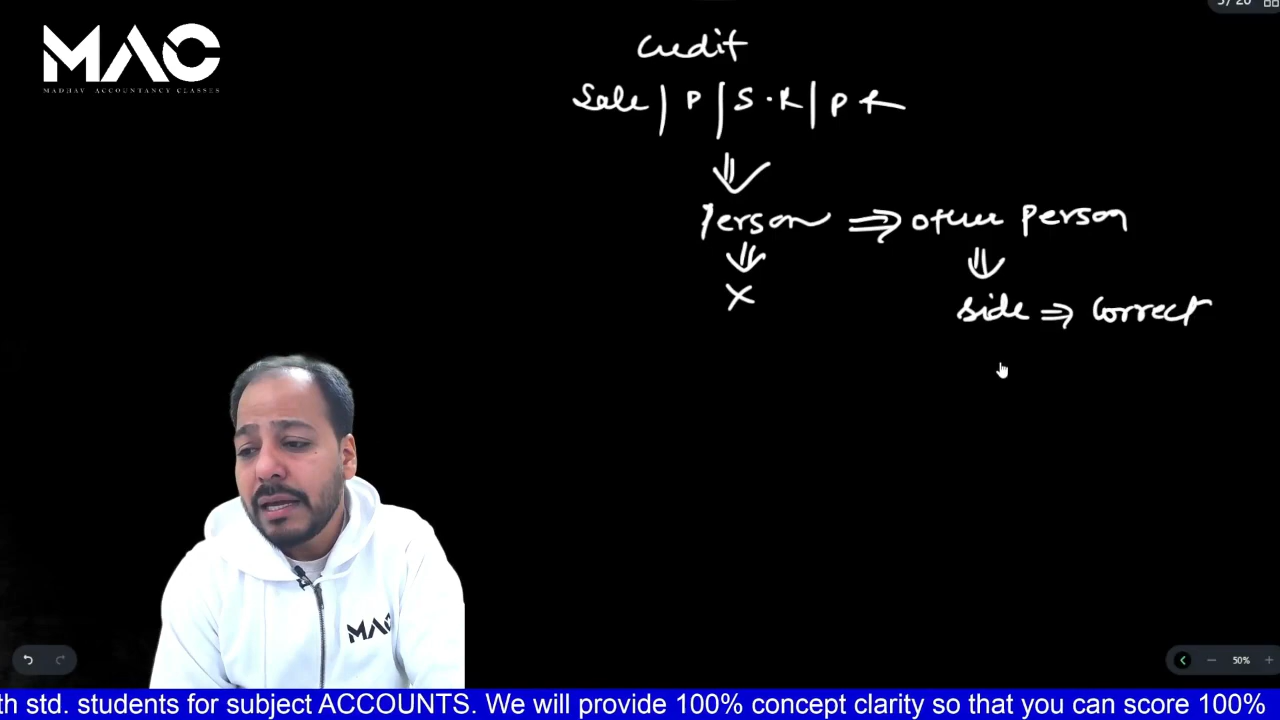 MAC
MADHAV ACCOUNTANCY CLASSES
Credit
Sale | P | S.R | P R
Person ⇒ other person
X
side ⇒ Correct
MAC
50%
th std. students for subject ACCOUNTS. We will provide 100% concept clarity so that you can score 100%